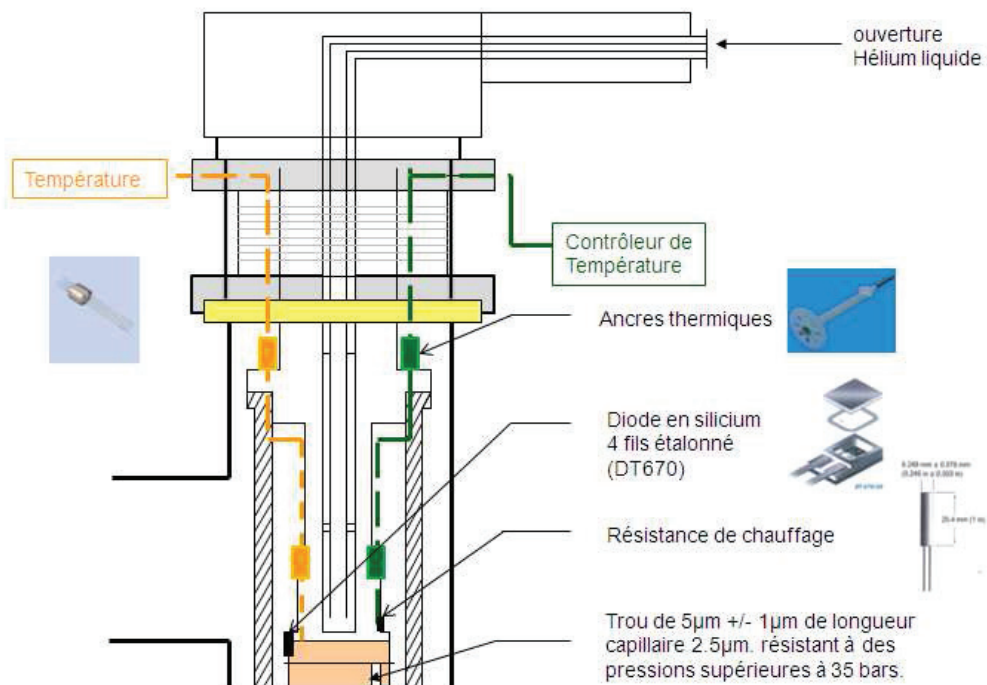 ouverture
Hélium liquide
Température
Contrôleur de
Température
Ancres thermiques
Diode en silicium
4 fils étalonné
(DT670)
Résistance de chauffage
Trou de 5µm +/- 1µm de longueur
capillaire 2.5µm. résistant à des
pressions supérieures à 35 bars.